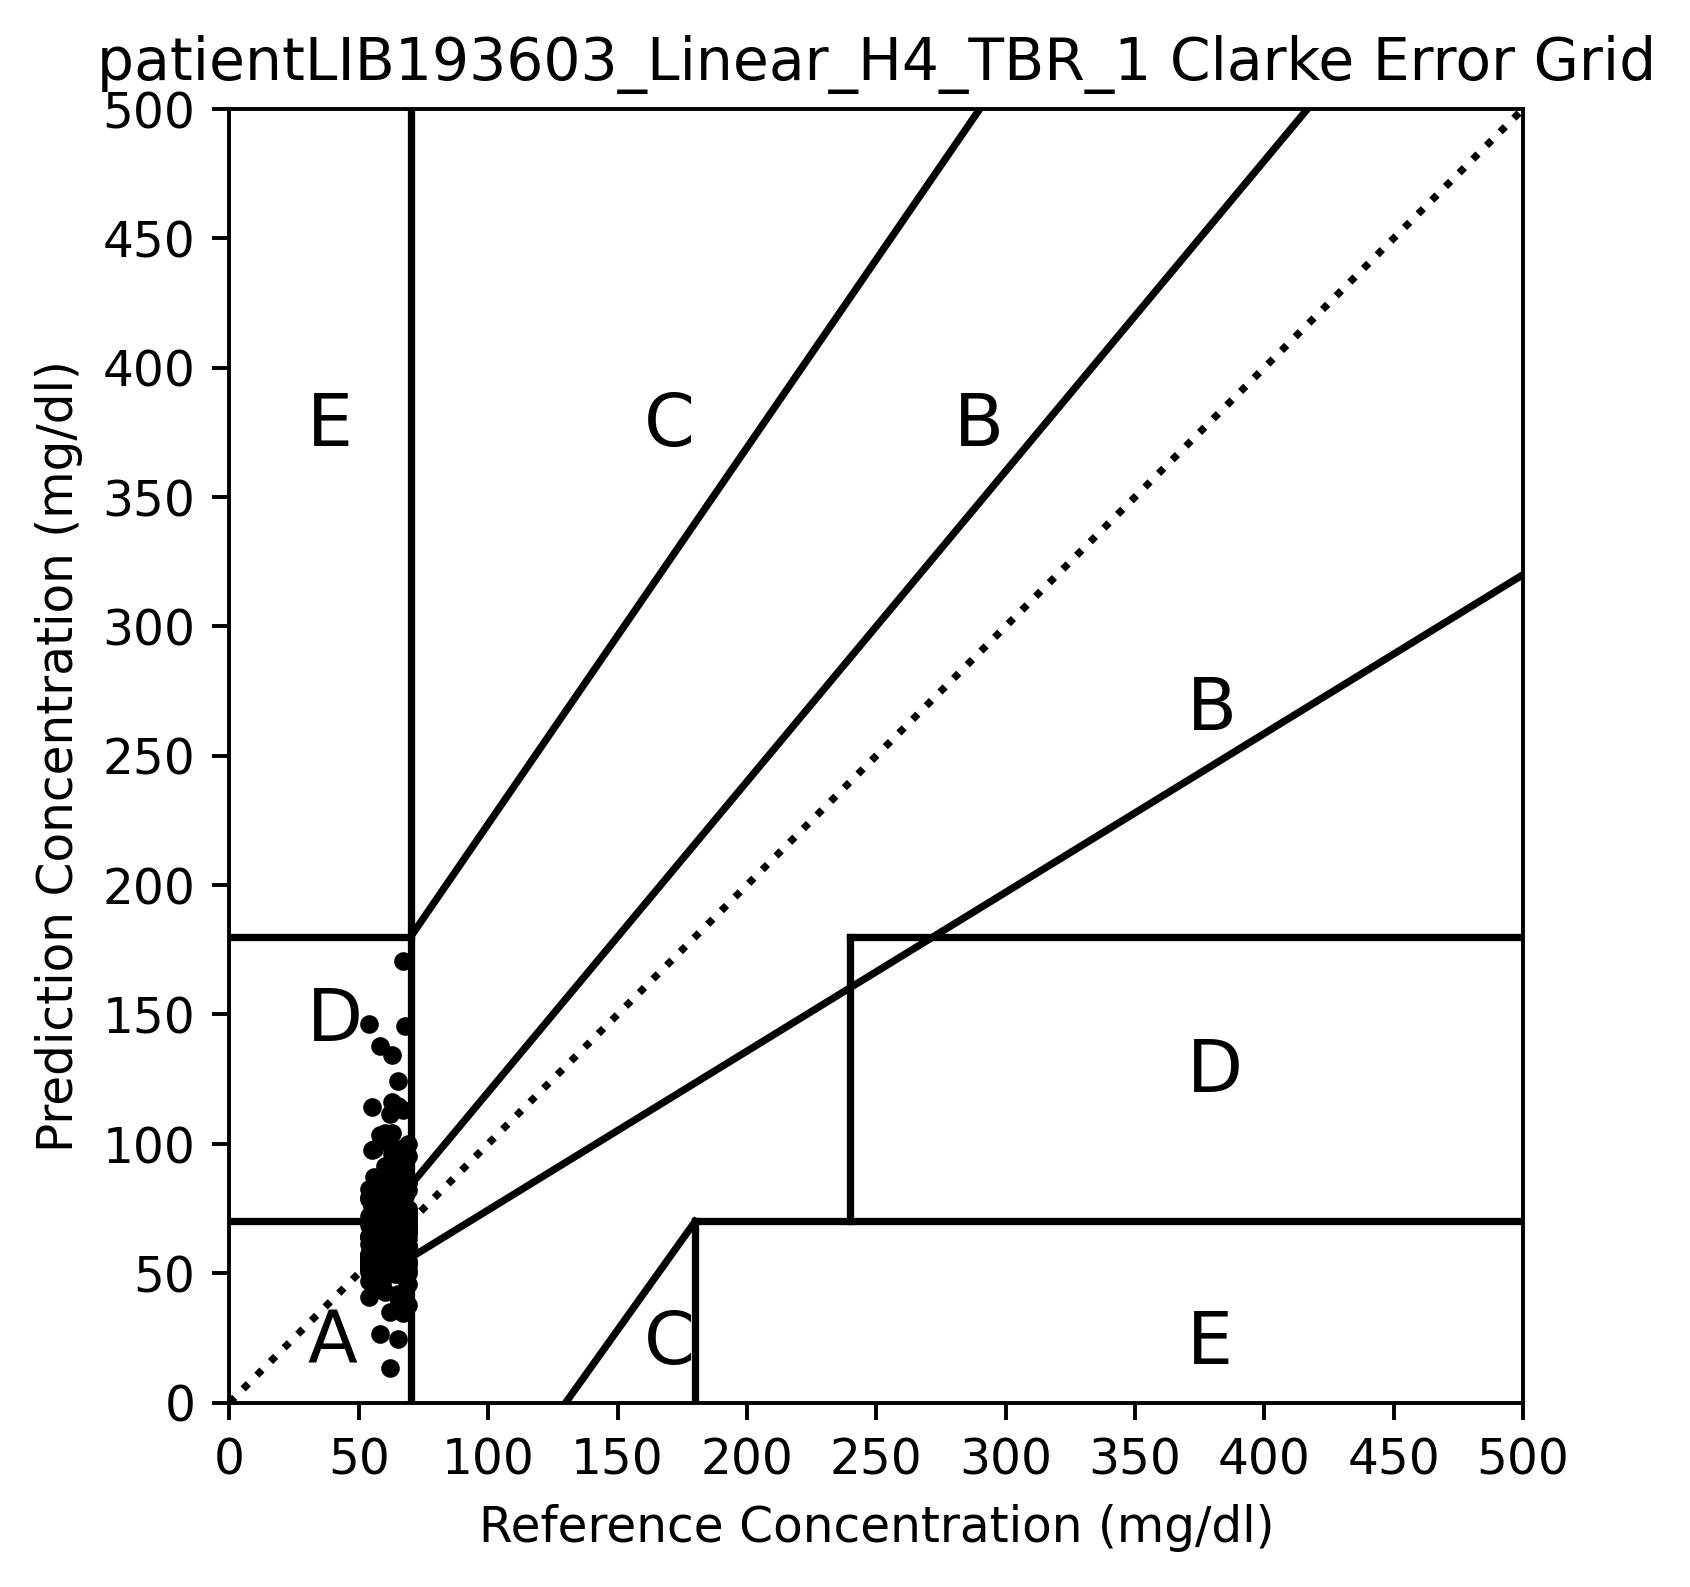 patientLIB193603_Linear_H4_TBR_1 Clarke Error Grid
500
450
400
350
300
250
200
150
100
50
0
Prediction Concentration (mg/dl)
E
C
B
B
D
D
A
C
E
0 50 100 150 200 250 300 350 400 450 500
Reference Concentration (mg/dl)